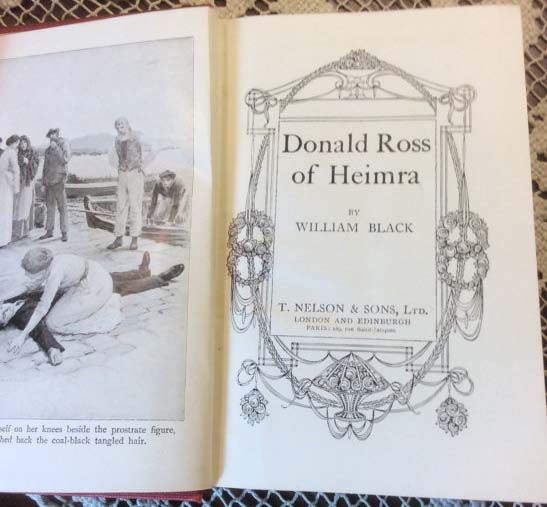 self on her knees beside the prostrate figure,
hed back the coal-black tangled hair.
Donald Ross
of Heimra
BY
WILLIAM BLACK
T. NELSON & SONS, LTD.
LONDON AND EDINBURGH
PARIS: 189, rue Saint-Jacques